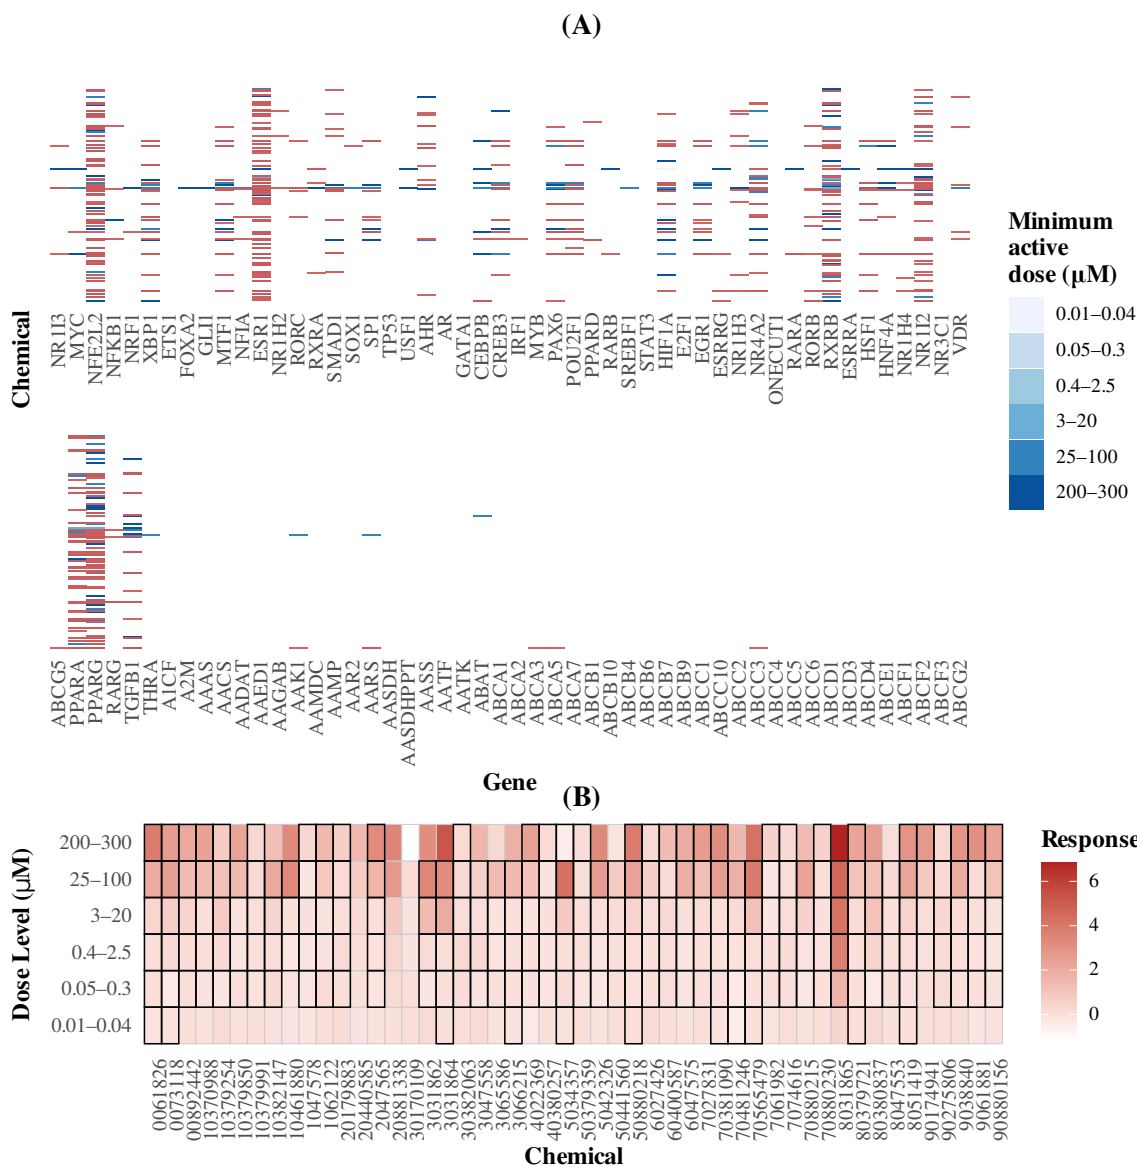 (A)
Chemical
NR1I3
MYC
NFE2L2
NFKB1
NRF1
XBP1
ETS1
FOXA2
GLI1
MTF1
NFIA
ESR1
NR1H2
RORC
RXRA
SMAD1
SOX1
SP1
TP53
USF1
AHR
AR
GATA1
CEBPB
CREB3
IRF1
MYB
PAX6
POU2F1
PPARD
RARB
SREBF1
STAT3
HIF1A
E2F1
EGR1
ESRRG
NR1H3
NR4A2
ONECUT1
RARA
RORB
RXRB
ESRRA
HSF1
HNF4A
NR1H4
NR1I2
NR3C1
VDR
Minimum
active
dose (μM)
0.01–0.04
0.05–0.3
0.4–2.5
3–20
25–100
200–300
ABCG5
PPARA
PPARG
RARG
TGFB1
THRA
A1CF
A2M
AAAS
AACS
AADAT
AAED1
AAGAB
AAK1
AAMDC
AAMP
AAR2
AARS
AASDH
AASDHPPT
AASS
AATF
AATK
ABAT
ABCA1
ABCA2
ABCA3
ABCA5
ABCA7
ABCB1
ABCB10
ABCB4
ABCB6
ABCB7
ABCB9
ABCC1
ABCC10
ABCC2
ABCC3
ABCC4
ABCC5
ABCC6
ABCD1
ABCD3
ABCD4
ABCE1
ABCF1
ABCF2
ABCF3
ABCG2
Gene
(B)
Dose Level (μM)
200–300
25–100
3–20
0.4–2.5
0.05–0.3
0.01–0.04
0061826
0073118
00892442
10370988
10379254
10379850
10379991
10382147
10461880
1047578
1062122
20179883
20440585
2047565
20881338
30170109
3031862
3031864
30382063
3047558
3065586
3066215
4022369
40380257
5034357
50379359
5042326
50441560
50880218
6027426
60400587
6047575
7027831
70381090
70481246
70565479
7061982
7074616
70880215
70880230
8031865
80379721
80380837
8047553
8051419
90174941
90275806
9038840
9061881
90880156
Chemical
Response
6
4
2
0